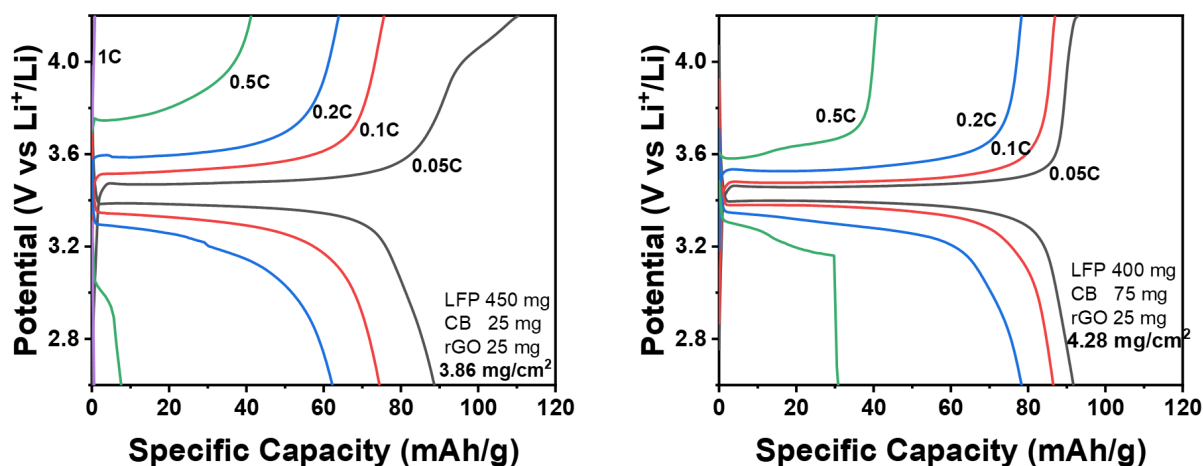 Potential (V vs Li⁺/Li)
4.0
3.6
3.2
2.8
1C
0.5C
0.2C
0.1C
0.05C
LFP 450 mg
CB 25 mg
rGO 25 mg
3.86 mg/cm²
0 20 40 60 80 100 120
Specific Capacity (mAh/g)
Potential (V vs Li⁺/Li)
4.0
3.6
3.2
2.8
0.5C
0.2C
0.1C
0.05C
LFP 400 mg
CB 75 mg
rGO 25 mg
4.28 mg/cm²
0 20 40 60 80 100 120
Specific Capacity (mAh/g)